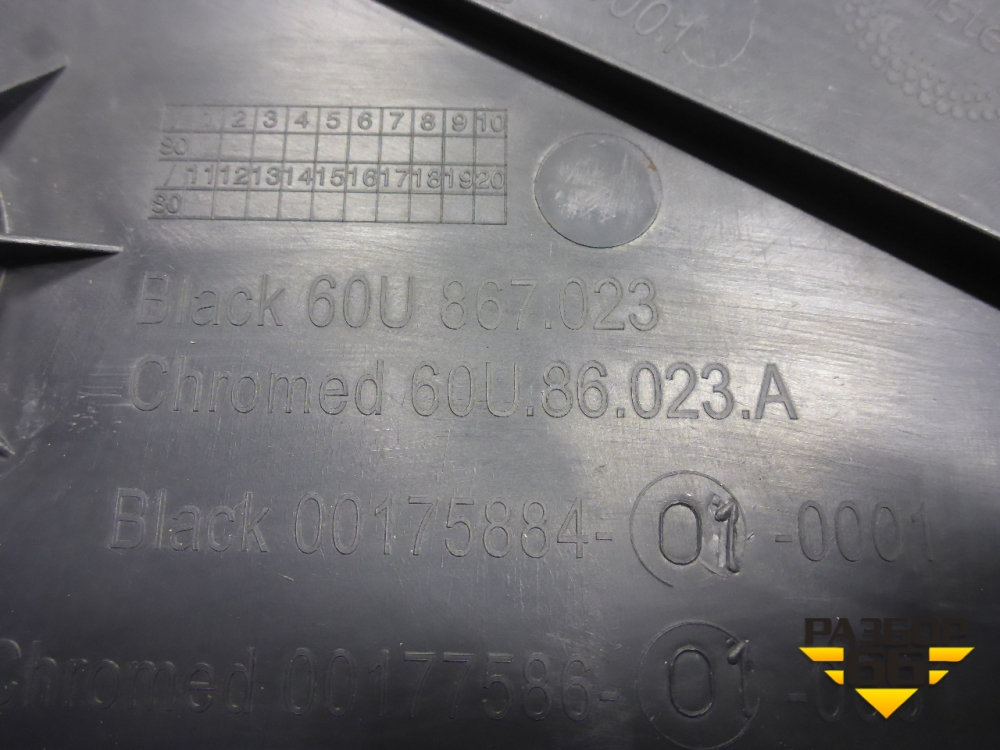 0001
1 2 3 4 5 6 7 8 9 10
80
/ 11 12 13 14 15 16 17 18 19 20
80
Black 60U 867.023
Chromed 60U.86.023.A
Black 00175884- 01 -0001
Chromed 00177586- 01
РАЗБОР
66